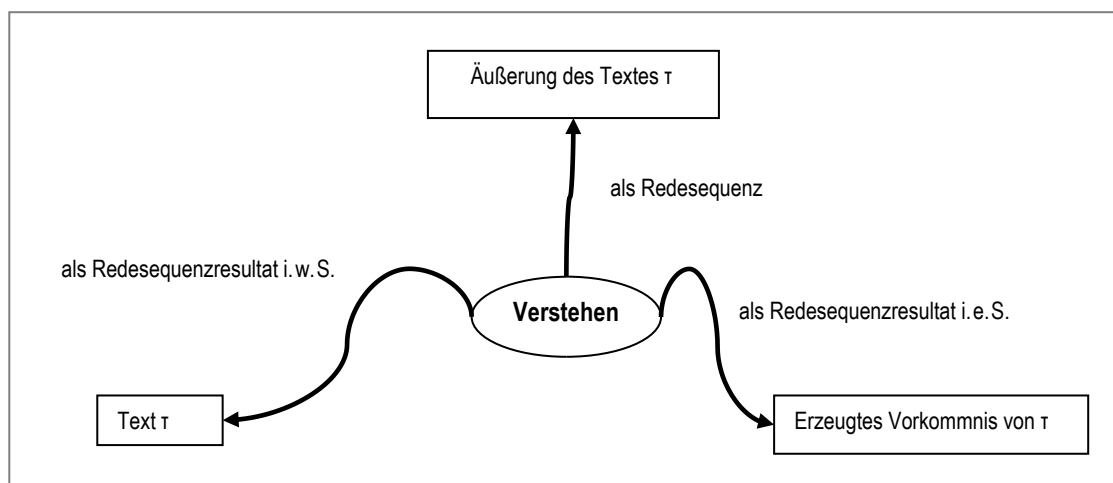 Äußerung des Textes τ
als Redesequenz
als Redesequenzresultat i.w.S.
Verstehen
als Redesequenzresultat i.e.S.
Text τ
Erzeugtes Vorkommnis von τ